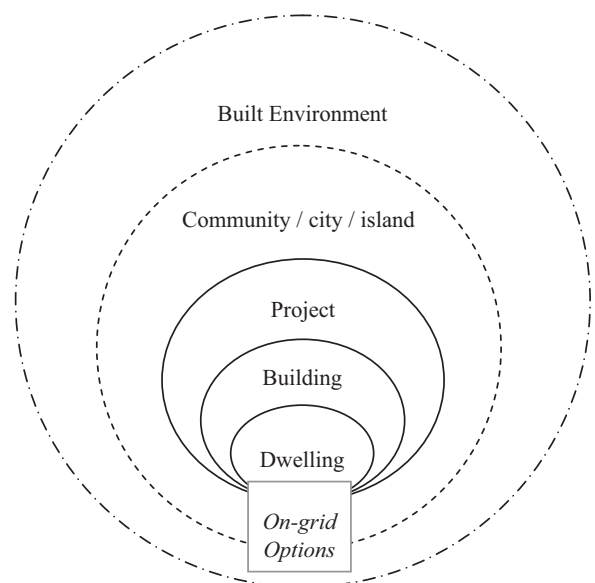 Built Environment
Community / city / island
Project
Building
Dwelling
On-grid
Options